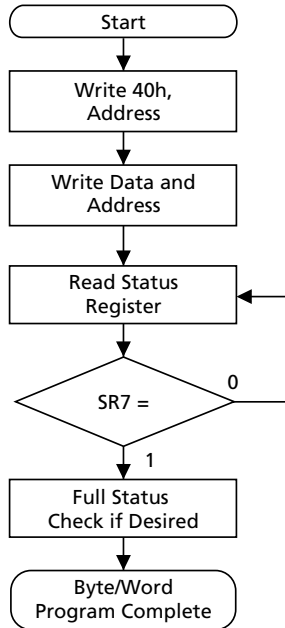 Start
Write 40h,
Address
Write Data and
Address
Read Status
Register
SR7 =
0
1
Full Status
Check if Desired
Byte/Word
Program Complete